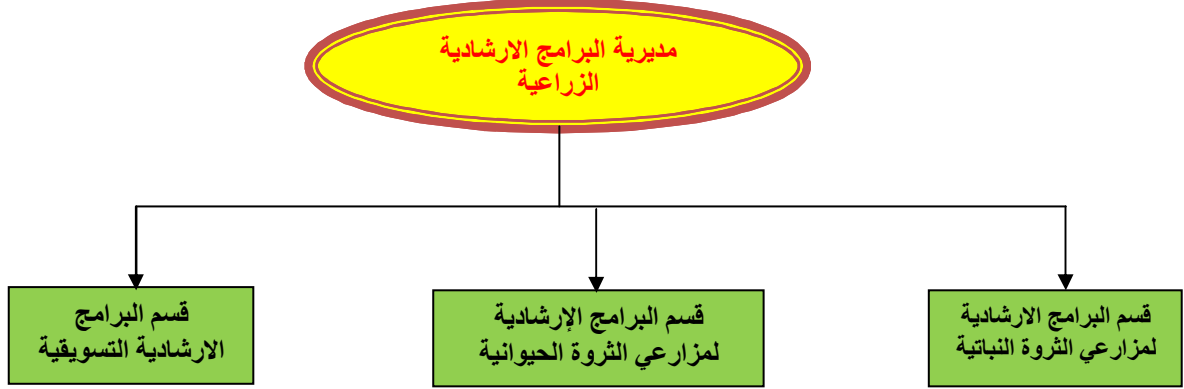 مديرية البرامج الارشادية
الزراعية
قسم البرامج الارشادية
لمزارعي الثروة النباتية
قسم البرامج الإرشادية
لمزارعي الثروة الحيوانية
قسم البرامج
الارشادية التسويقية